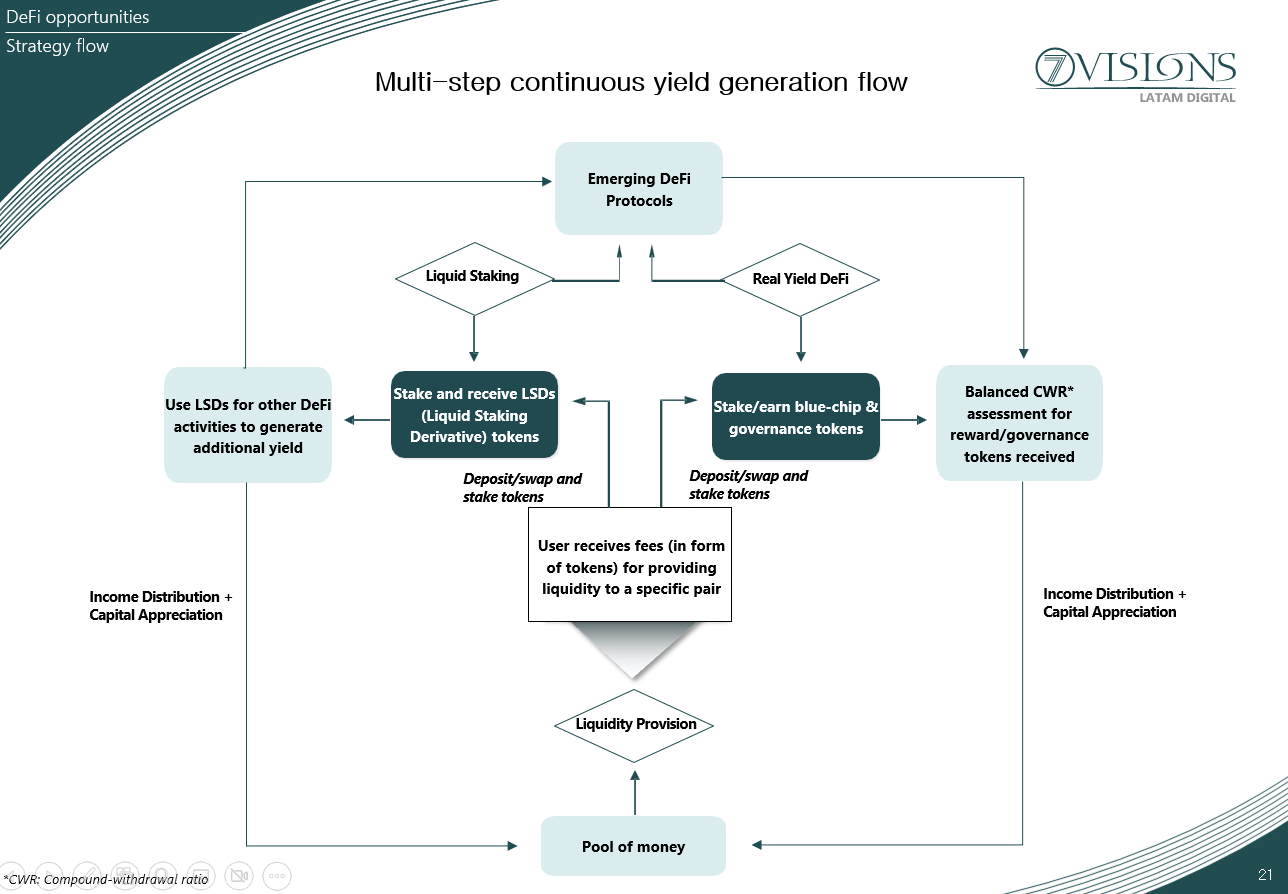 DeFi opportunities
Strategy flow
Multi-step continuous yield generation flow
7VISIONS
LATAM DIGITAL
Emerging DeFi
Protocols
Liquid Staking
Real Yield DeFi
Use LSDs for other DeFi
activities to generate
additional yield
Stake and receive LSDs
(Liquid Staking
Derivative) tokens
Stake/earn blue-chip &
governance tokens
Balanced CWR*
assessment for
reward/governance
tokens received
Deposit/swap and
stake tokens
Deposit/swap and
stake tokens
User receives fees (in form
of tokens) for providing
liquidity to a specific pair
Income Distribution +
Capital Appreciation
Income Distribution +
Capital Appreciation
Liquidity Provision
Pool of money
*CWR: Compound-withdrawal ratio
21